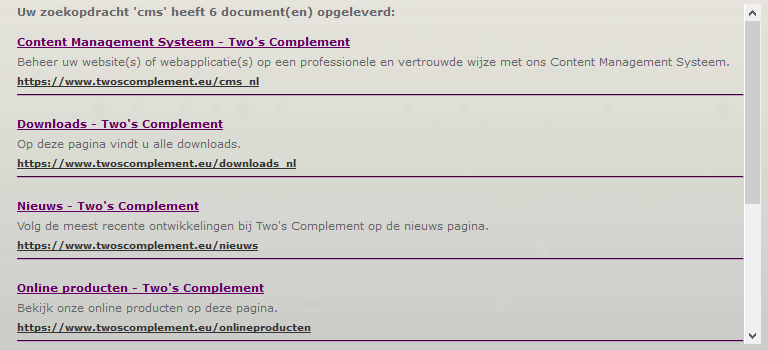 Uw zoekopdracht 'cms' heeft 6 document(en) opgeleverd:
Content Management Systeem - Two's Complement
Beheer uw website(s) of webapplicatie(s) op een professionele en vertrouwde wijze met ons Content Management Systeem.
https://www.twoscomplement.eu/cms_nl
Downloads - Two's Complement
Op deze pagina vindt u alle downloads.
https://www.twoscomplement.eu/downloads_nl
Nieuws - Two's Complement
Volg de meest recente ontwikkelingen bij Two's Complement op de nieuws pagina.
https://www.twoscomplement.eu/nieuws
Online producten - Two's Complement
Bekijk onze online producten op deze pagina.
https://www.twoscomplement.eu/onlineproducten